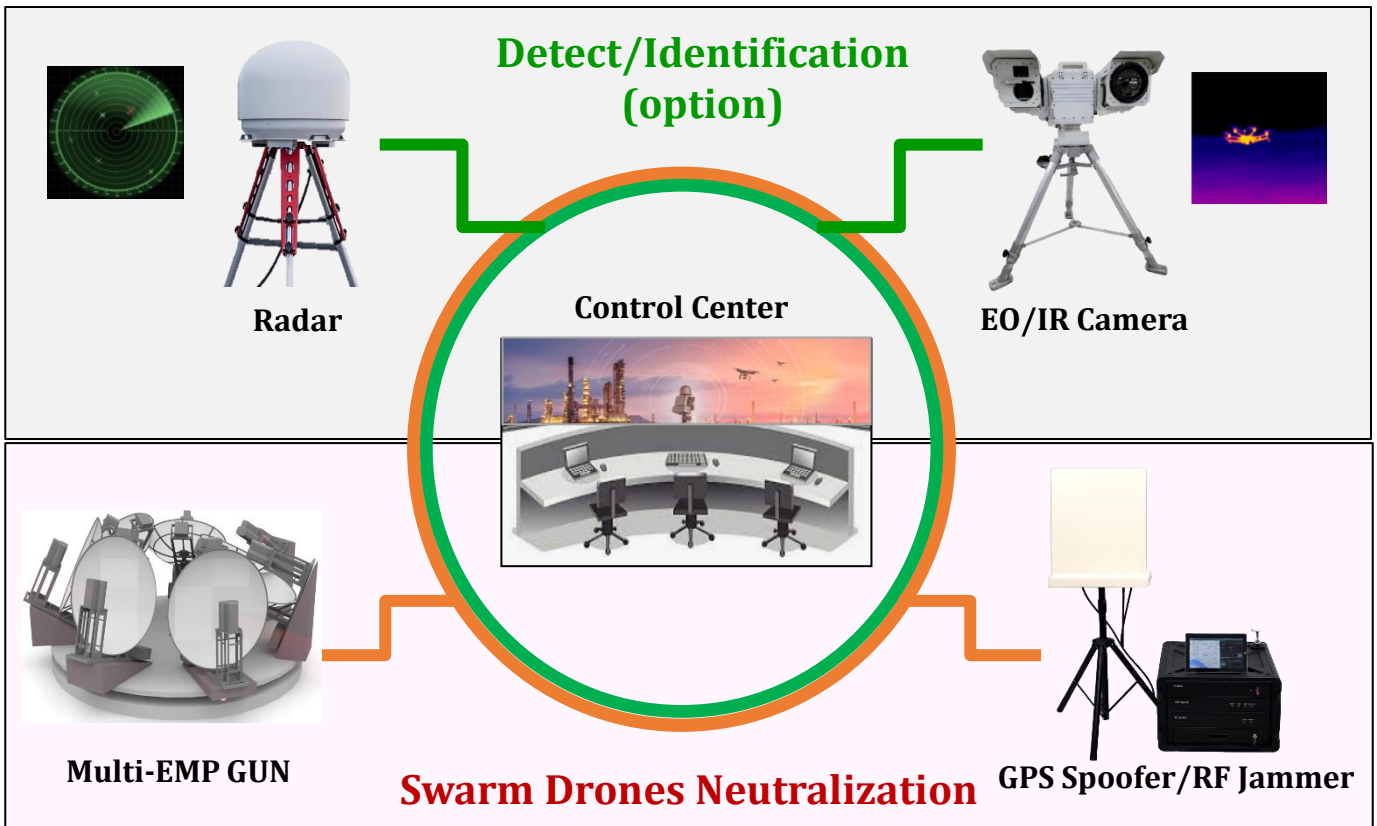 Detect/Identification
(option)
Radar
Control Center
EO/IR Camera
Multi-EMP GUN
Swarm Drones Neutralization
GPS Spoofer/RF Jammer